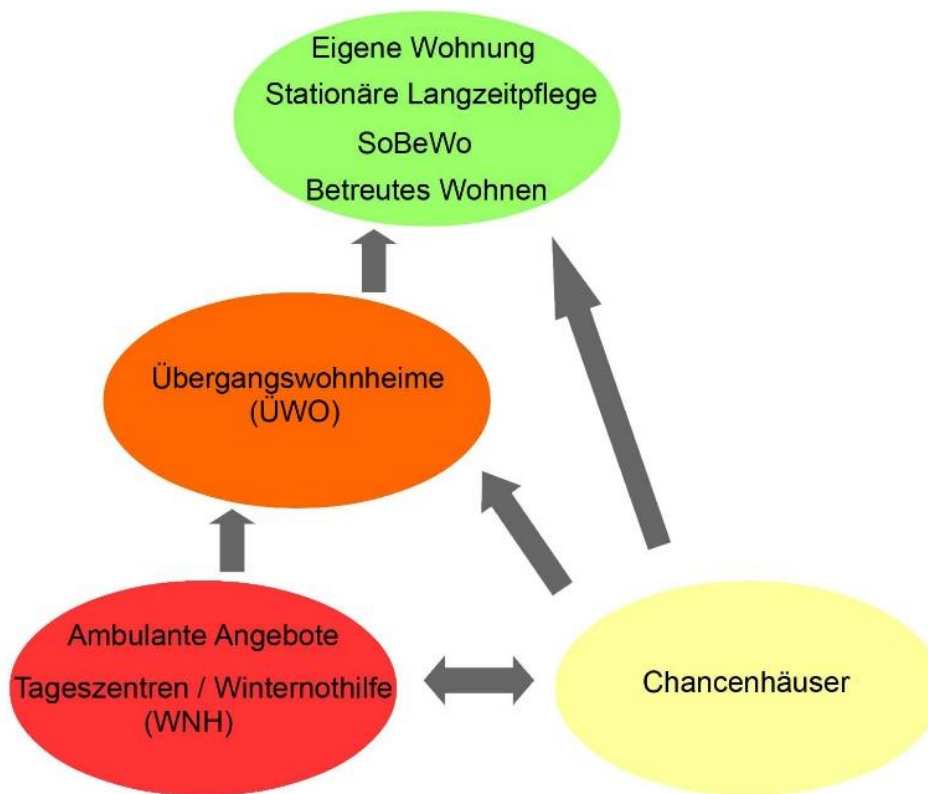 Eigene Wohnung
Stationäre Langzeitpflege
SoBeWo
Betreutes Wohnen
Übergangswohnheime
(ÜWO)
Ambulante Angebote
Tageszentren / Winternothilfe
(WNH)
Chancenhäuser